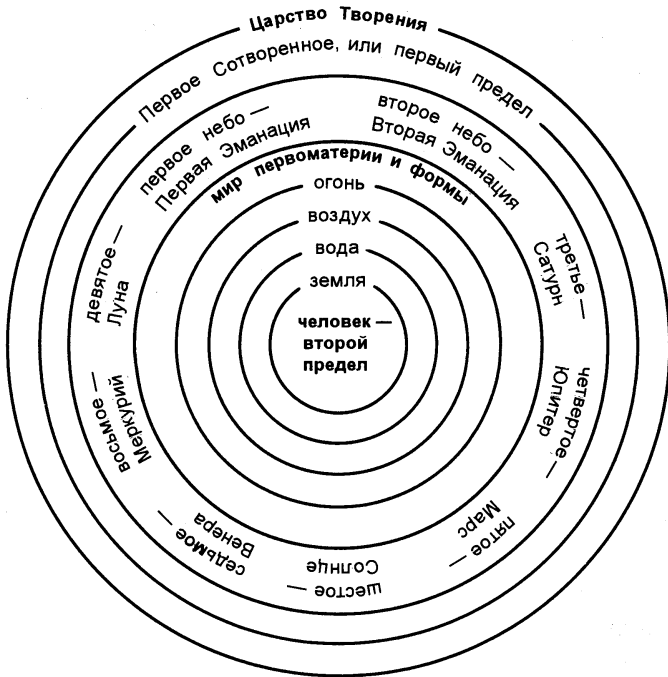 Царство Творения
Первое Сотворенное, или первый предел
первое небо —
Первая Эманация
второе небо —
Вторая Эманация
третье —
Сатурн
четвертое —
Юпитер
пятое —
Марс
шестое —
Солнце
седьмое —
Венера
восьмое —
Меркурий
девятое —
Луна
мир первоматерии и формы
огонь
воздух
вода
земля
человек —
второй
предел